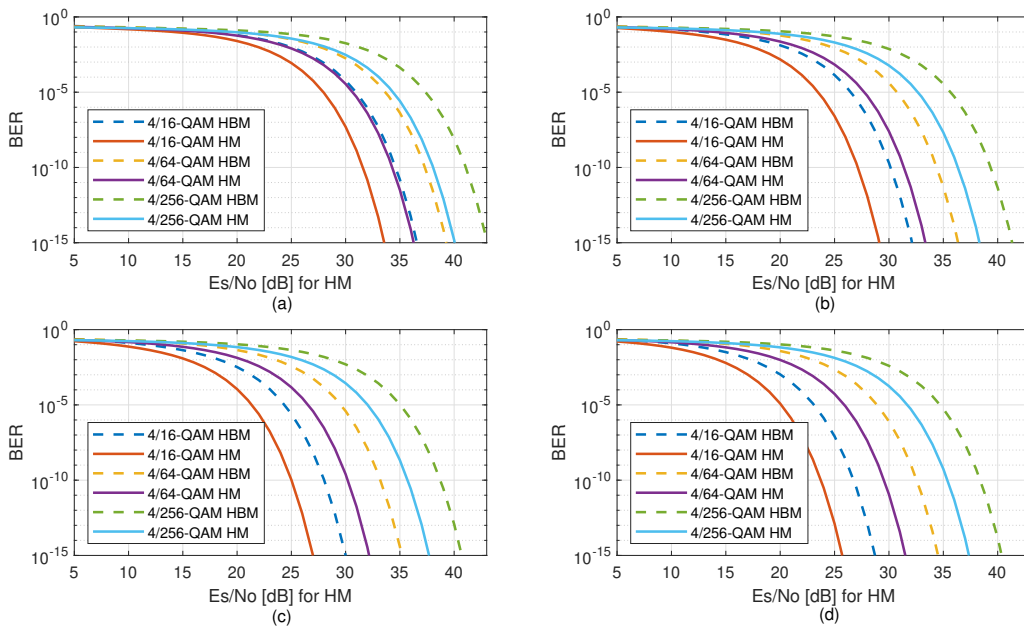 10^0
10^-5
10^-10
10^-15
BER
4/16-QAM HBM
4/16-QAM HM
4/64-QAM HBM
4/64-QAM HM
4/256-QAM HBM
4/256-QAM HM
5 10 15 20 25 30 35 40
Es/No [dB] for HM
(a)
10^0
10^-5
10^-10
10^-15
BER
4/16-QAM HBM
4/16-QAM HM
4/64-QAM HBM
4/64-QAM HM
4/256-QAM HBM
4/256-QAM HM
5 10 15 20 25 30 35 40
Es/No [dB] for HM
(b)
10^0
10^-5
10^-10
10^-15
BER
4/16-QAM HBM
4/16-QAM HM
4/64-QAM HBM
4/64-QAM HM
4/256-QAM HBM
4/256-QAM HM
5 10 15 20 25 30 35 40
Es/No [dB] for HM
(c)
10^0
10^-5
10^-10
10^-15
BER
4/16-QAM HBM
4/16-QAM HM
4/64-QAM HBM
4/64-QAM HM
4/256-QAM HBM
4/256-QAM HM
5 10 15 20 25 30 35 40
Es/No [dB] for HM
(d)